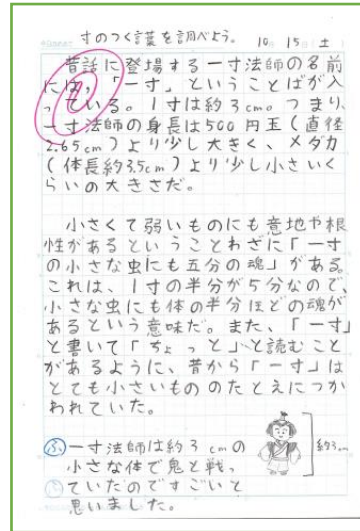 寸のつく言葉を調べよう。 10月 15日 土
昔話に登場する一寸法師の名前
には、「一寸」ということばが入
っている。1寸は約3cm。つまり、
一寸法師の身長は500円玉(直径
2.65cm)より少し大きく、メダカ
(体長約3.5cm)より少し小さいく
らいの大きさだ。
小さくて弱いものにも意地や根
性があるということわざに「一寸
の小さな虫にも五分の魂」がある。
これは、1寸の半分が5分なので、
小さな虫にも体の半分ほどの魂が
あるという意味だ。また、「一寸」
と書いて「ちょっと」と読むこと
があるように、昔から「一寸」は
とても小さいもののたとえにつか
われていた。
ふ 一寸法師は約3cmの
小さな体で鬼と戦っ
ていたのですごいと
思いました。
約3cm